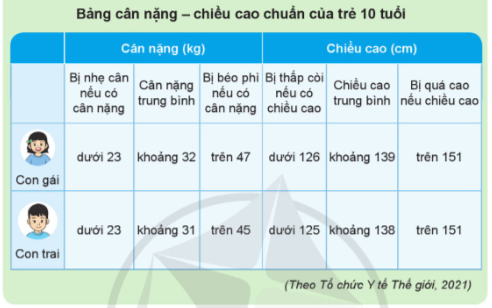 Bảng cân nặng – chiều cao chuẩn của trẻ 10 tuổi
Cân nặng (kg) Chiều cao (cm)
Bị nhẹ cân Cân nặng Bị béo phì Bị thấp còi Chiều cao Bị quá cao
nếu có trung bình nếu có nếu có trung bình nếu chiều cao
cân nặng cân nặng chiều cao
dưới 23 khoảng 32 trên 47 dưới 126 khoảng 139 trên 151
Con gái
dưới 23 khoảng 31 trên 45 dưới 125 khoảng 138 trên 151
Con trai
(Theo Tổ chức Y tế Thế giới, 2021)